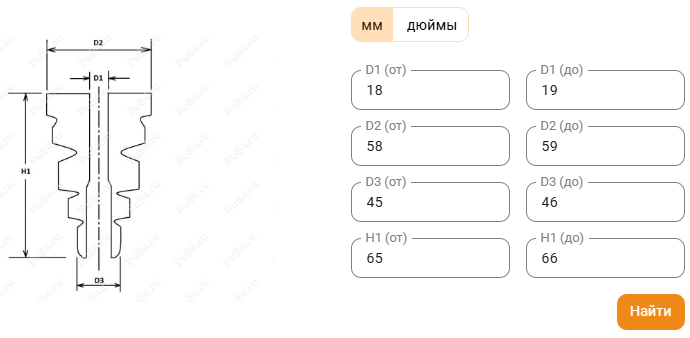 мм
дюймы
D2
D1
H1
D3
D1 (от)
18
D1 (до)
19
D2 (от)
58
D2 (до)
59
D3 (от)
45
D3 (до)
46
H1 (от)
65
H1 (до)
66
Найти